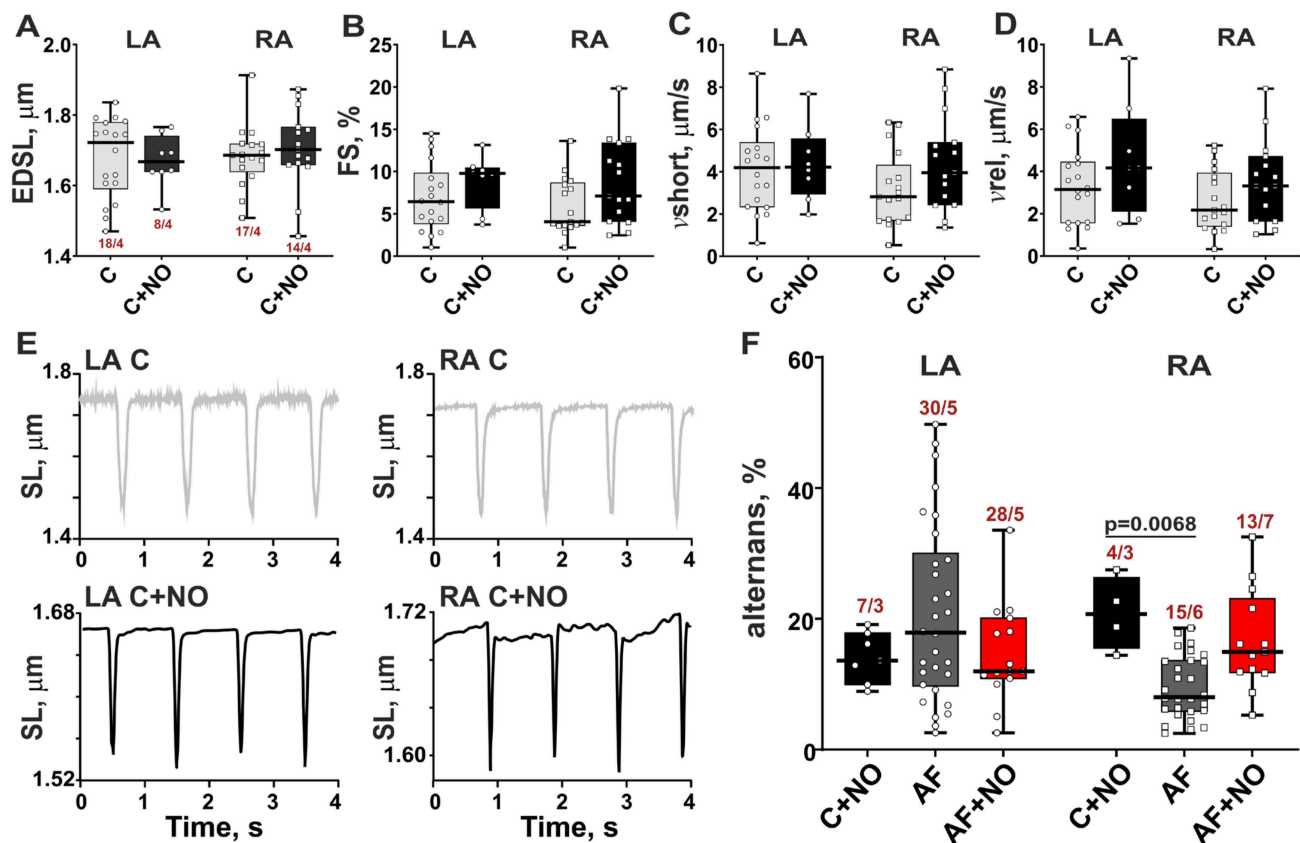 A
LA RA
EDSL, μm
2.0
1.8
1.6
1.4
18/4
8/4
17/4
14/4
C
C+NO
C
C+NO
B
LA RA
FS, %
25
20
15
10
5
0
C
C+NO
C
C+NO
C
LA RA
vshort, μm/s
10
8
6
4
2
0
C
C+NO
C
C+NO
D
LA RA
vrel, μm/s
10
8
6
4
2
0
C
C+NO
C
C+NO
E
LA C
SL, μm
1.8
1.4
0 1 2 3 4
RA C
SL, μm
1.8
1.4
0 1 2 3 4
LA C+NO
SL, μm
1.68
1.52
0 1 2 3 4
Time, s
RA C+NO
SL, μm
1.72
1.60
0 1 2 3 4
Time, s
F
LA RA
alternans, %
60
40
20
0
7/3
30/5
28/5
p=0.0068
4/3
15/6
13/7
C+NO
AF
AF+NO
C+NO
AF
AF+NO